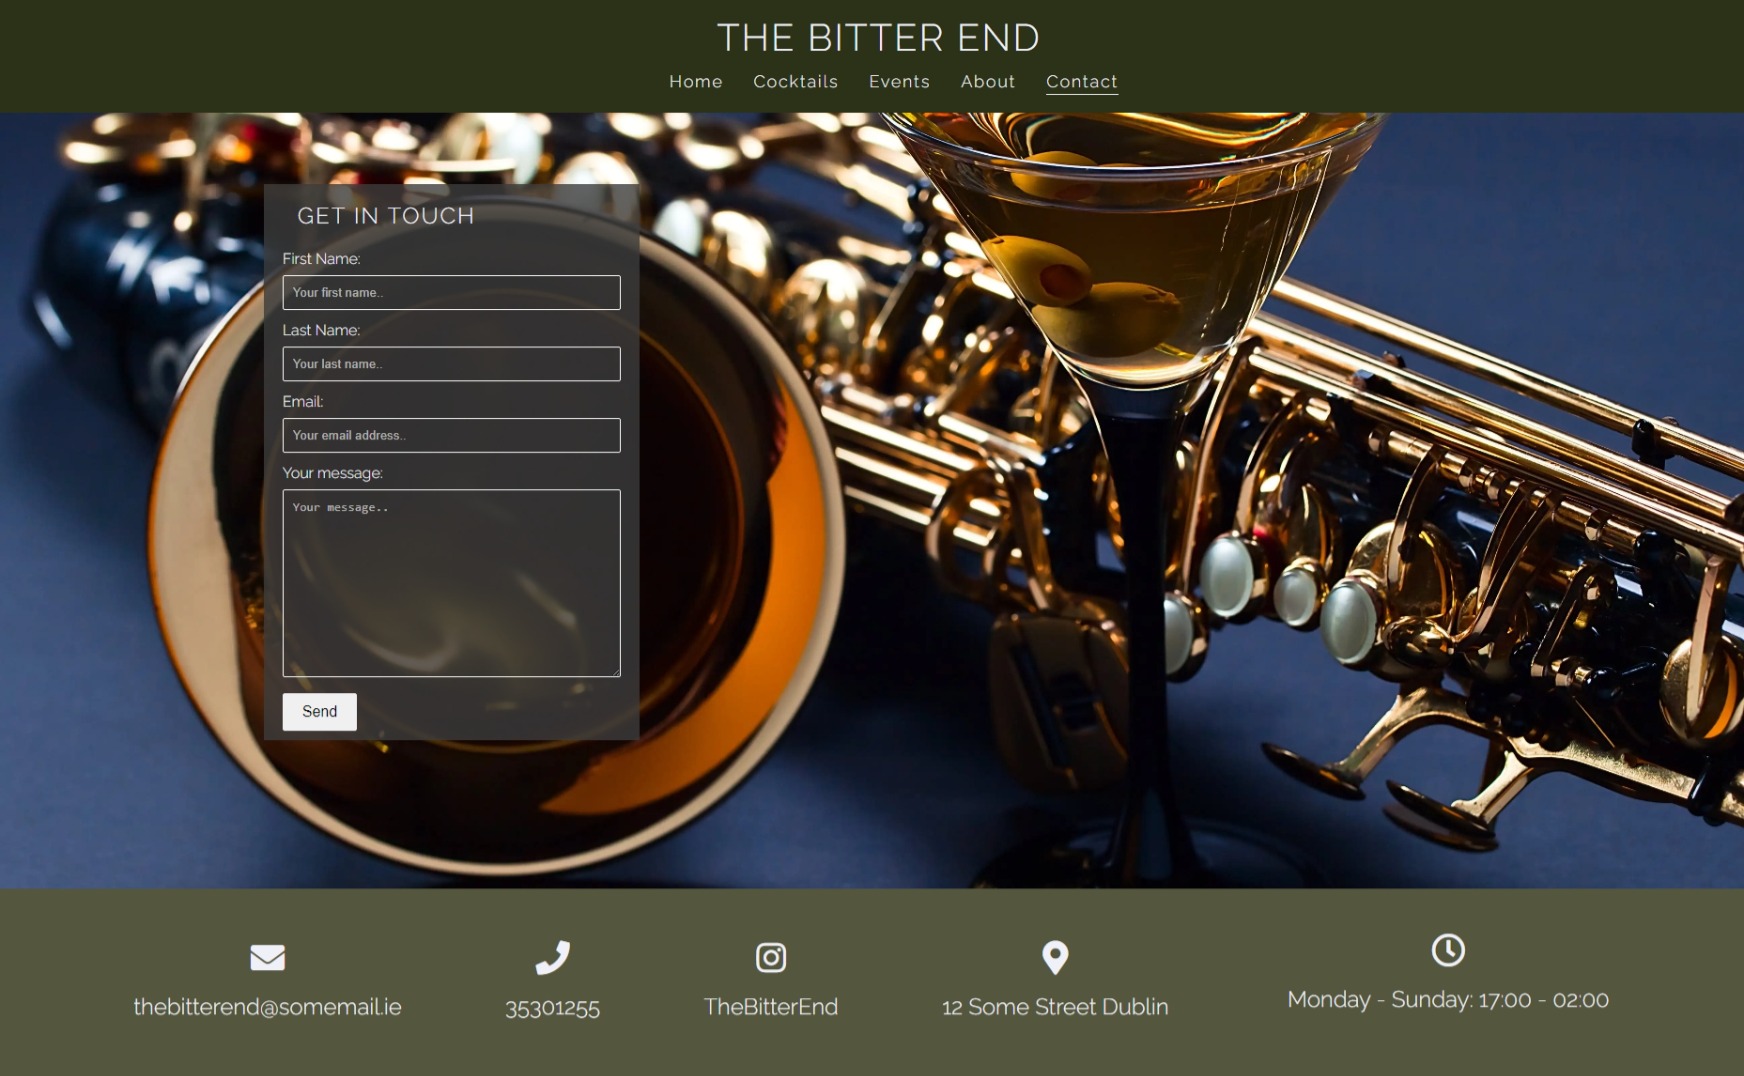 THE BITTER END
Home Cocktails Events About Contact
GET IN TOUCH
First Name:
Your first name..
Last Name:
Your last name..
Email:
Your email address..
Your message:
Your message..
Send
thebitterend@somemail.ie
35301255
TheBitterEnd
12 Some Street Dublin
Monday - Sunday: 17:00 - 02:00